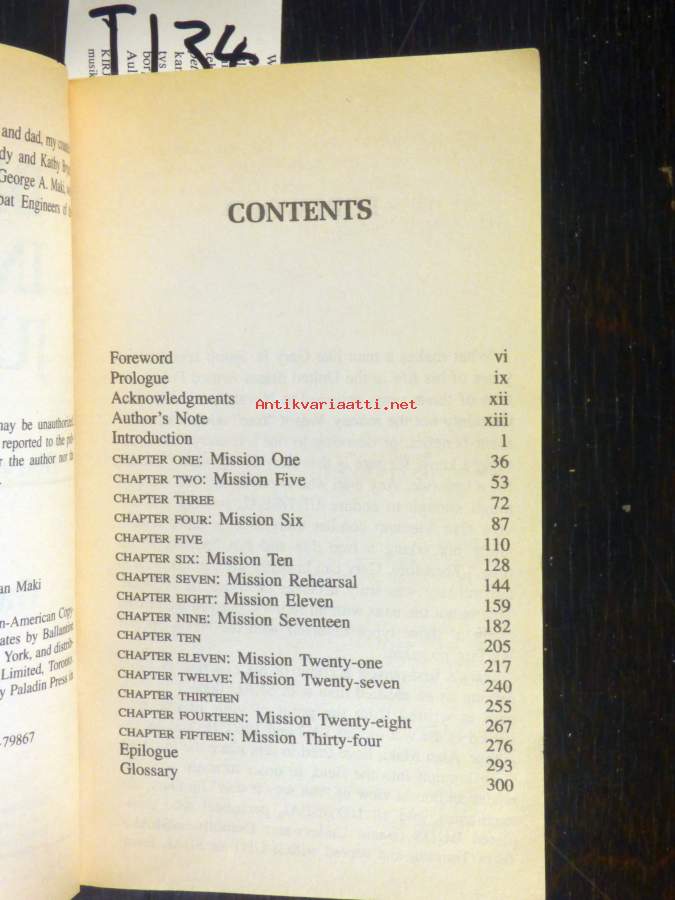 T134
and dad, my
dy and Kathy
George A. Maki,
bat Engineers of
may be unauthorized
reported to the
r the author nor
an Maki
n-American Copy-
ates by Ballantine
York, and distrib-
Limited, Toronto
y Paladin Press in
-79867
CONTENTS
Foreword vi
Prologue ix
Acknowledgments xii
Antikvariaatti.net
Author's Note xiii
Introduction 1
CHAPTER ONE: Mission One 36
CHAPTER TWO: Mission Five 53
CHAPTER THREE 72
CHAPTER FOUR: Mission Six 87
CHAPTER FIVE 110
CHAPTER SIX: Mission Ten 128
CHAPTER SEVEN: Mission Rehearsal 144
CHAPTER EIGHT: Mission Eleven 159
CHAPTER NINE: Mission Seventeen 182
CHAPTER TEN 205
CHAPTER ELEVEN: Mission Twenty-one 217
CHAPTER TWELVE: Mission Twenty-seven 240
CHAPTER THIRTEEN 255
CHAPTER FOURTEEN: Mission Twenty-eight 267
CHAPTER FIFTEEN: Mission Thirty-four 276
Epilogue 293
Glossary 300